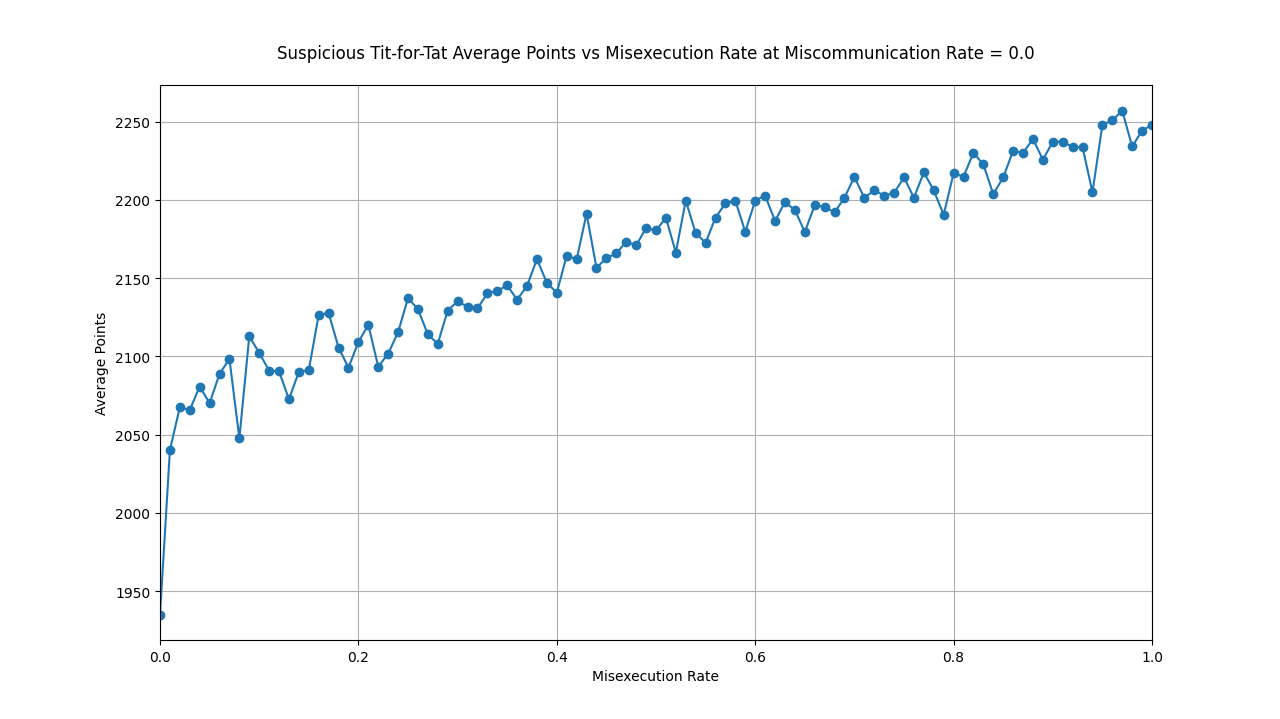 Suspicious Tit-for-Tat Average Points vs Misexecution Rate at Miscommunication Rate = 0.0
Average Points
2250
2200
2150
2100
2050
2000
1950
0.0 0.2 0.4 0.6 0.8 1.0
Misexecution Rate